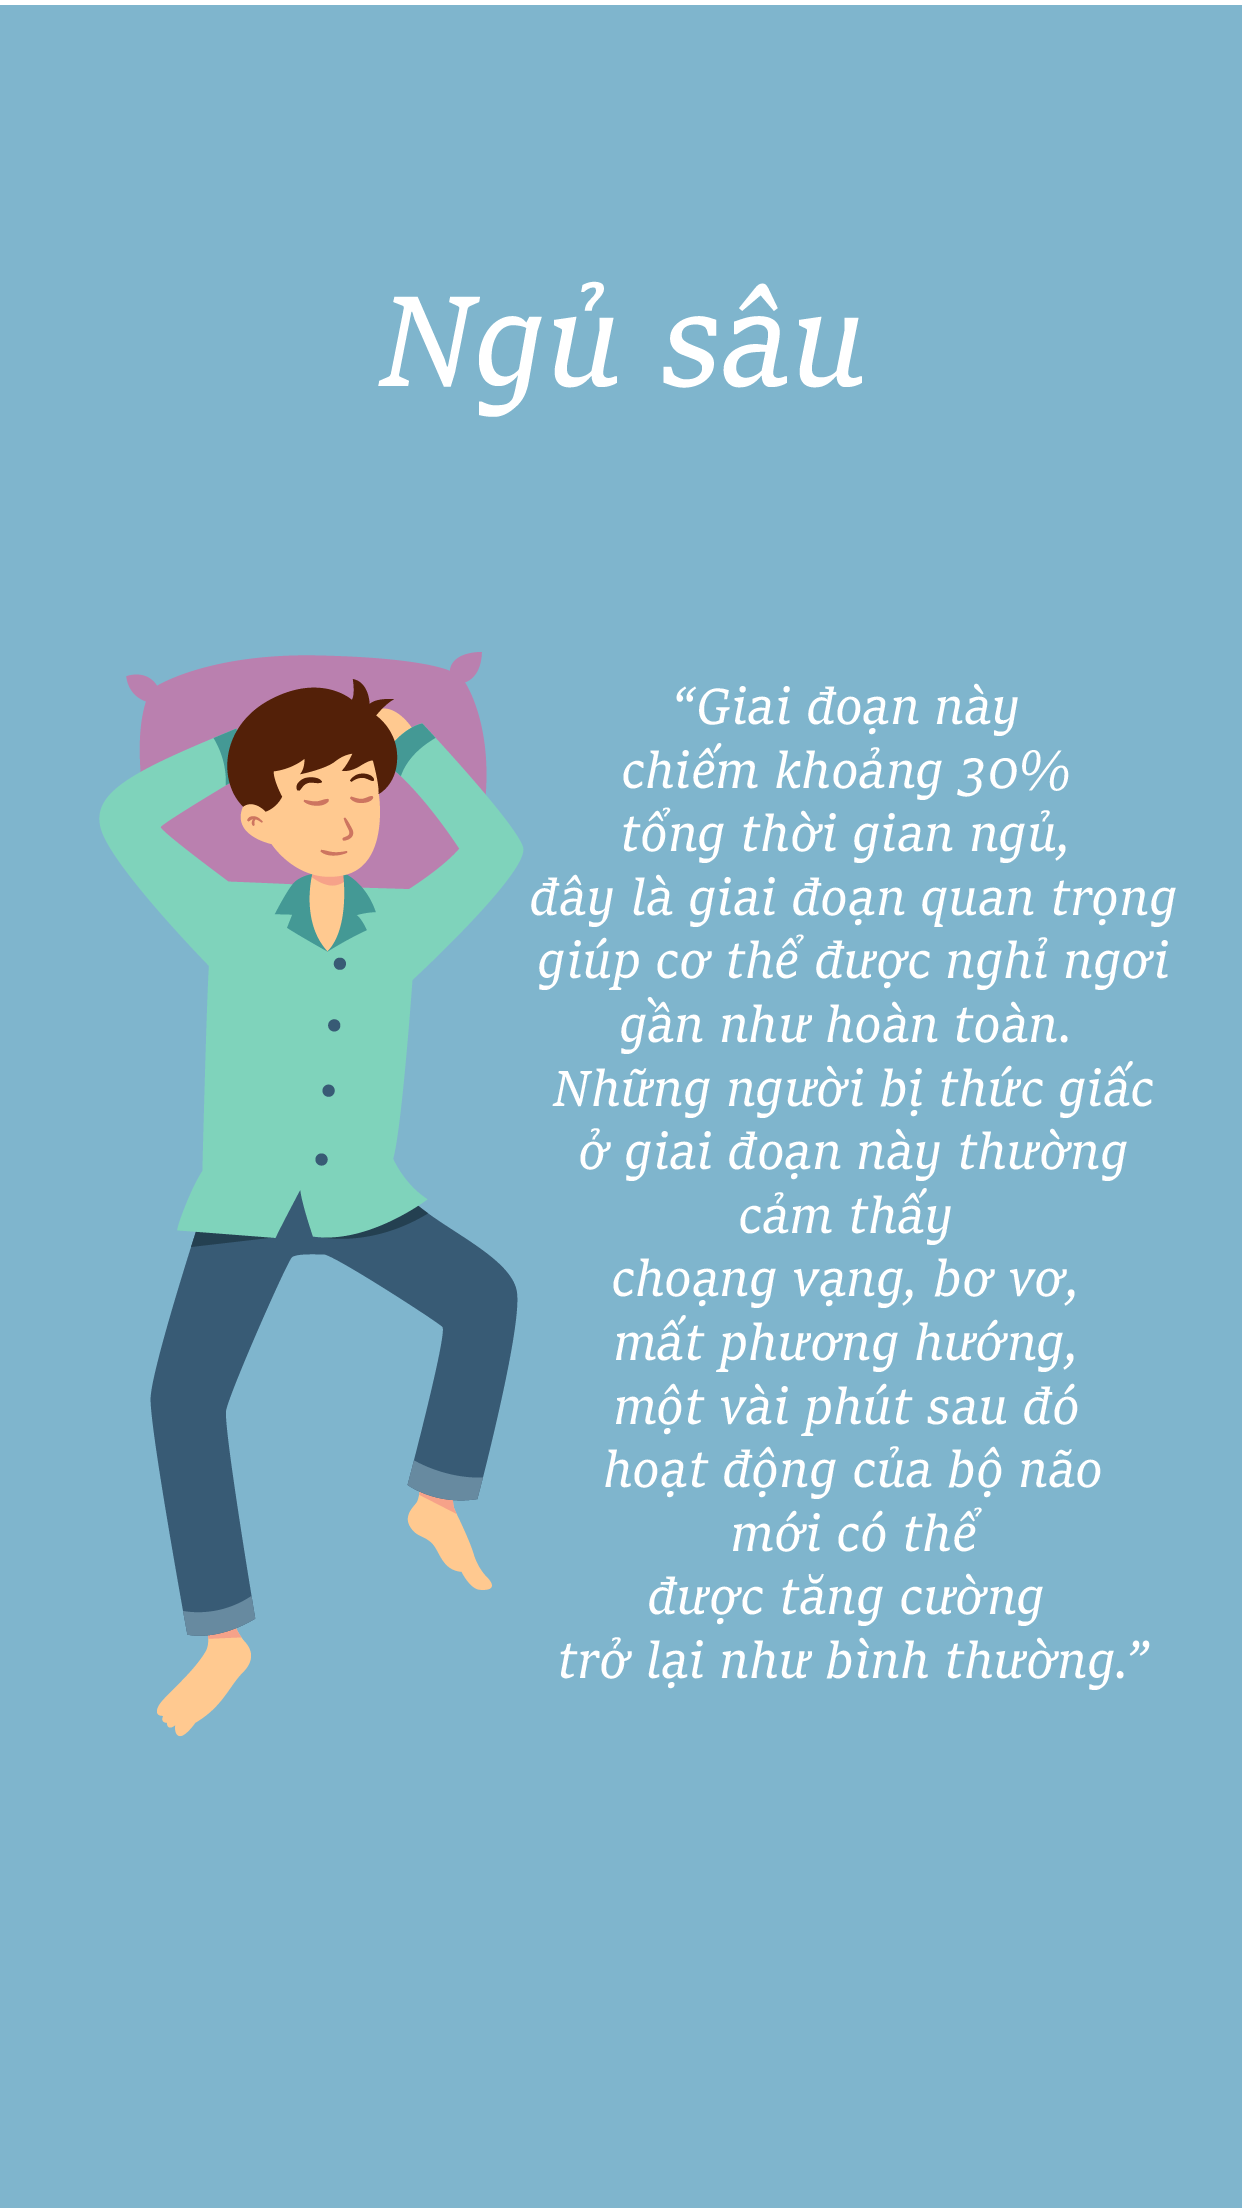 Ngủ sâu
“Giai đoạn này
chiếm khoảng 30%
tổng thời gian ngủ,
đây là giai đoạn quan trọng
giúp cơ thể được nghỉ ngơi
gần như hoàn toàn.
Những người bị thức giấc
ở giai đoạn này thường
cảm thấy
choạng vạng, bơ vơ,
mất phương hướng,
một vài phút sau đó
hoạt động của bộ não
mới có thể
được tăng cường
trở lại như bình thường.”